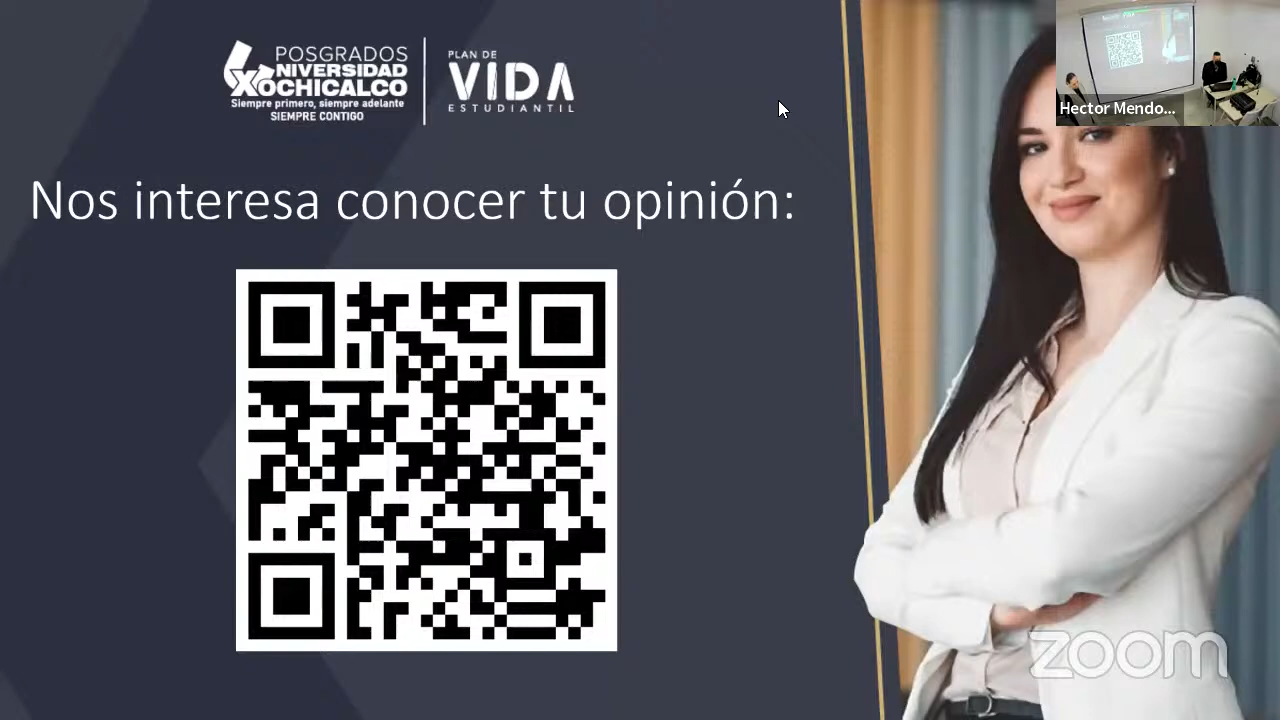 POSGRADOS
UNIVERSIDAD
XOCHICALCO
Siempre primero, siempre adelante
SIEMPRE CONTIGO
PLAN DE
VIDA
ESTUDIANTIL
Hector Mendo...
Nos interesa conocer tu opinión:
zoom